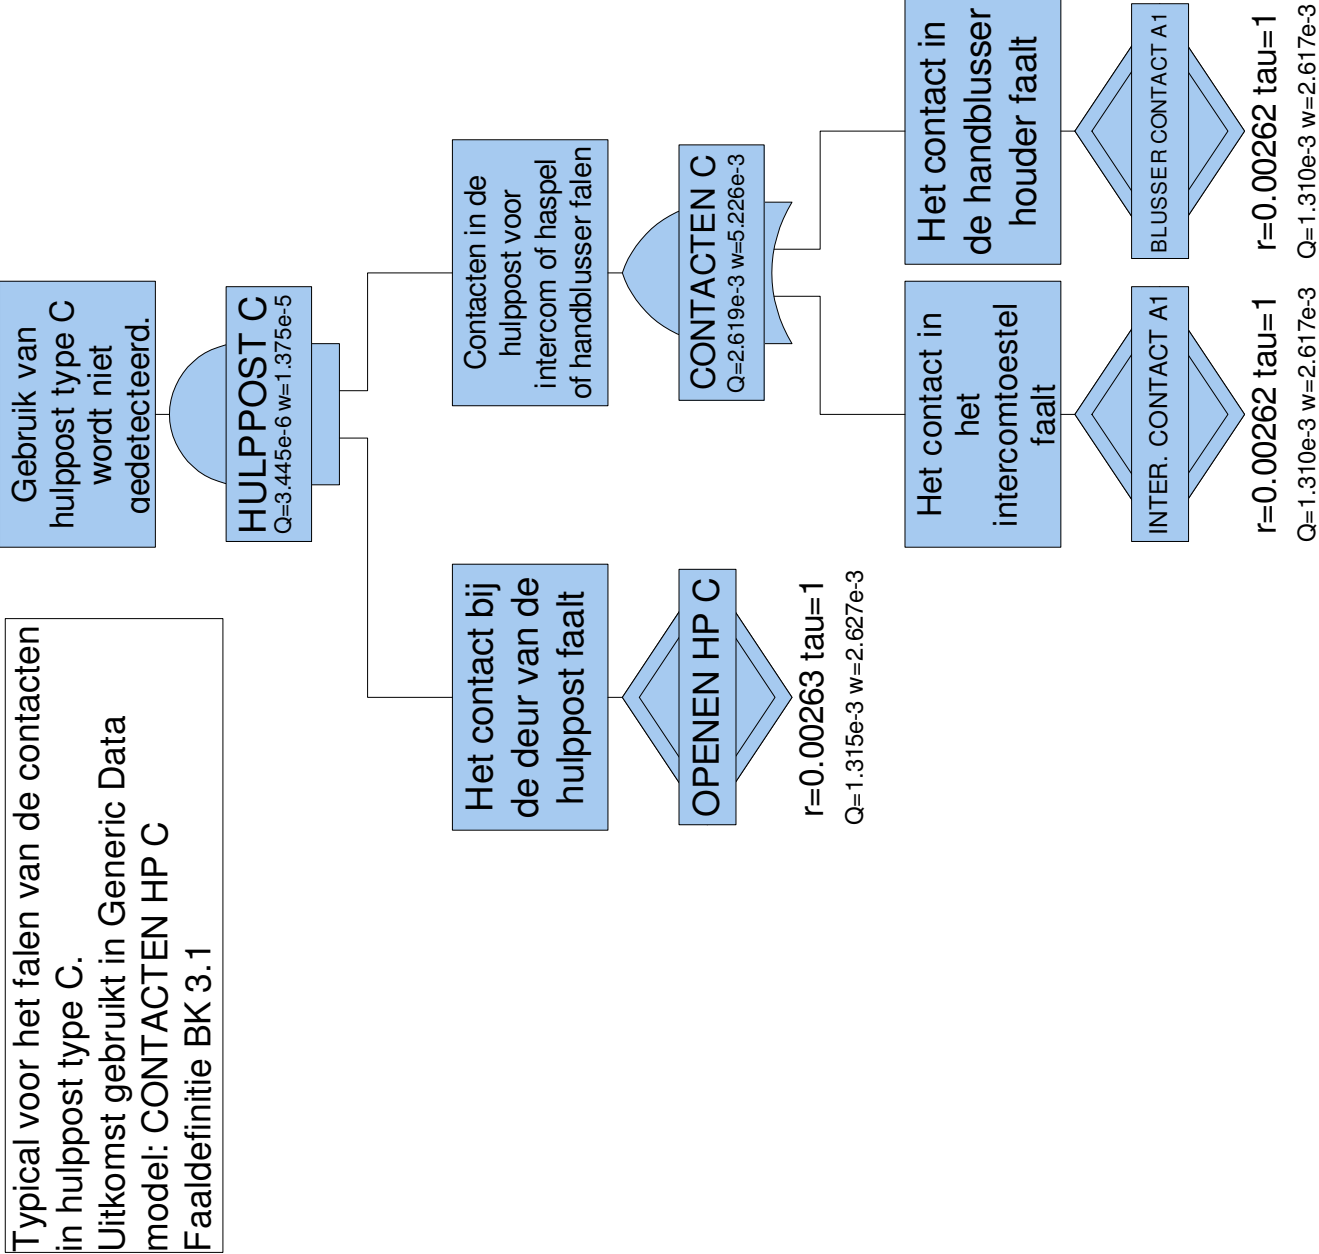 Typical voor het falen van de contacten
in hulppost type C.
Uitkomst gebruikt in Generic Data
model: CONTACTEN HP C
Faaldefinitie BK 3.1
Gebruik van
hulppost type C
wordt niet
gedetecteerd.
HULPPOST C
Q=3.445e-6 w=1.375e-5
Het contact bij
de deur van de
hulppost faalt
OPENEN HP C
r=0.00263 tau=1
Q=1.315e-3 w=2.627e-3
Contacten in de
hulppost voor
intercom of haspel
of handblusser falen
CONTACTEN C
Q=2.619e-3 w=5.226e-3
Het contact in
het
intercomtoestel
faalt
INTER. CONTACT A1
r=0.00262 tau=1
Q=1.310e-3 w=2.617e-3
Het contact in
de handblusser
houder faalt
BLUSSER CONTACT A1
r=0.00262 tau=1
Q=1.310e-3 w=2.617e-3